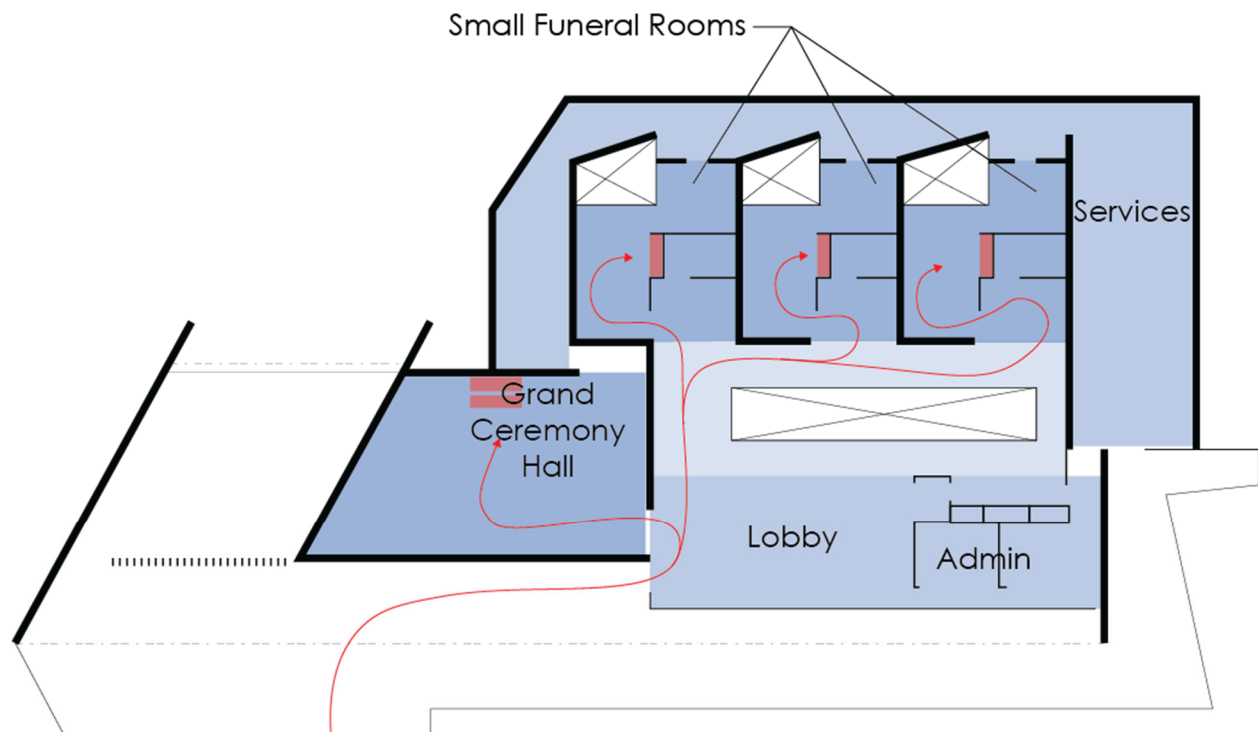 Small Funeral Rooms
Services
Grand
Ceremony
Hall
Lobby
Admin